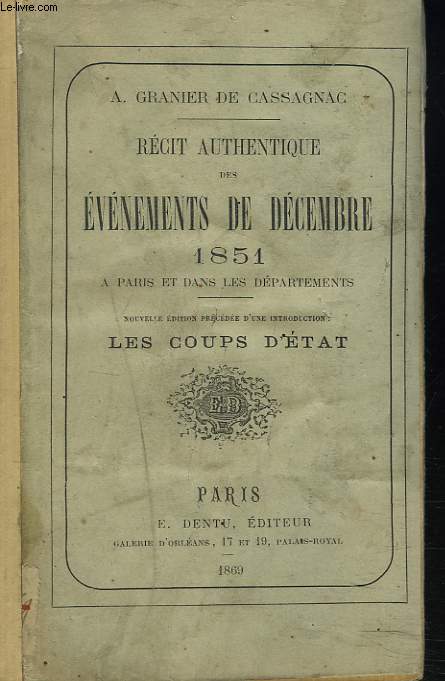 Le-livre.com
A. GRANIER DE CASSAGNAC
RÉCIT AUTHENTIQUE
DES
ÉVÉNEMENTS DE DÉCEMBRE
1851
A PARIS ET DANS LES DÉPARTEMENTS
NOUVELLE ÉDITION PRÉCÉDÉE D'UNE INTRODUCTION :
LES COUPS D'ÉTAT
ED
PARIS
E. DENTU, ÉDITEUR
GALERIE D'ORLÉANS, 17 ET 19, PALAIS-ROYAL
1869